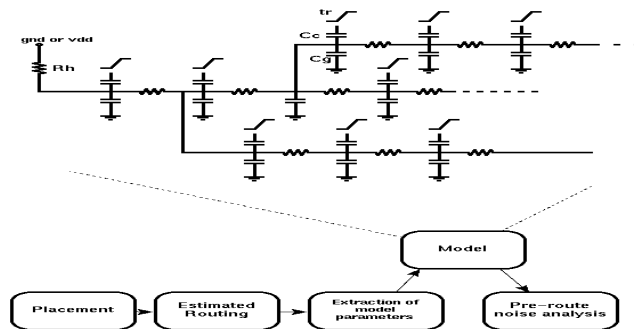 tr
gnd or vdd
Cc
Cg
Rh
Model
Placement
Estimated
Routing
Extraction of
model
parameters
Pre-route
noise analysis